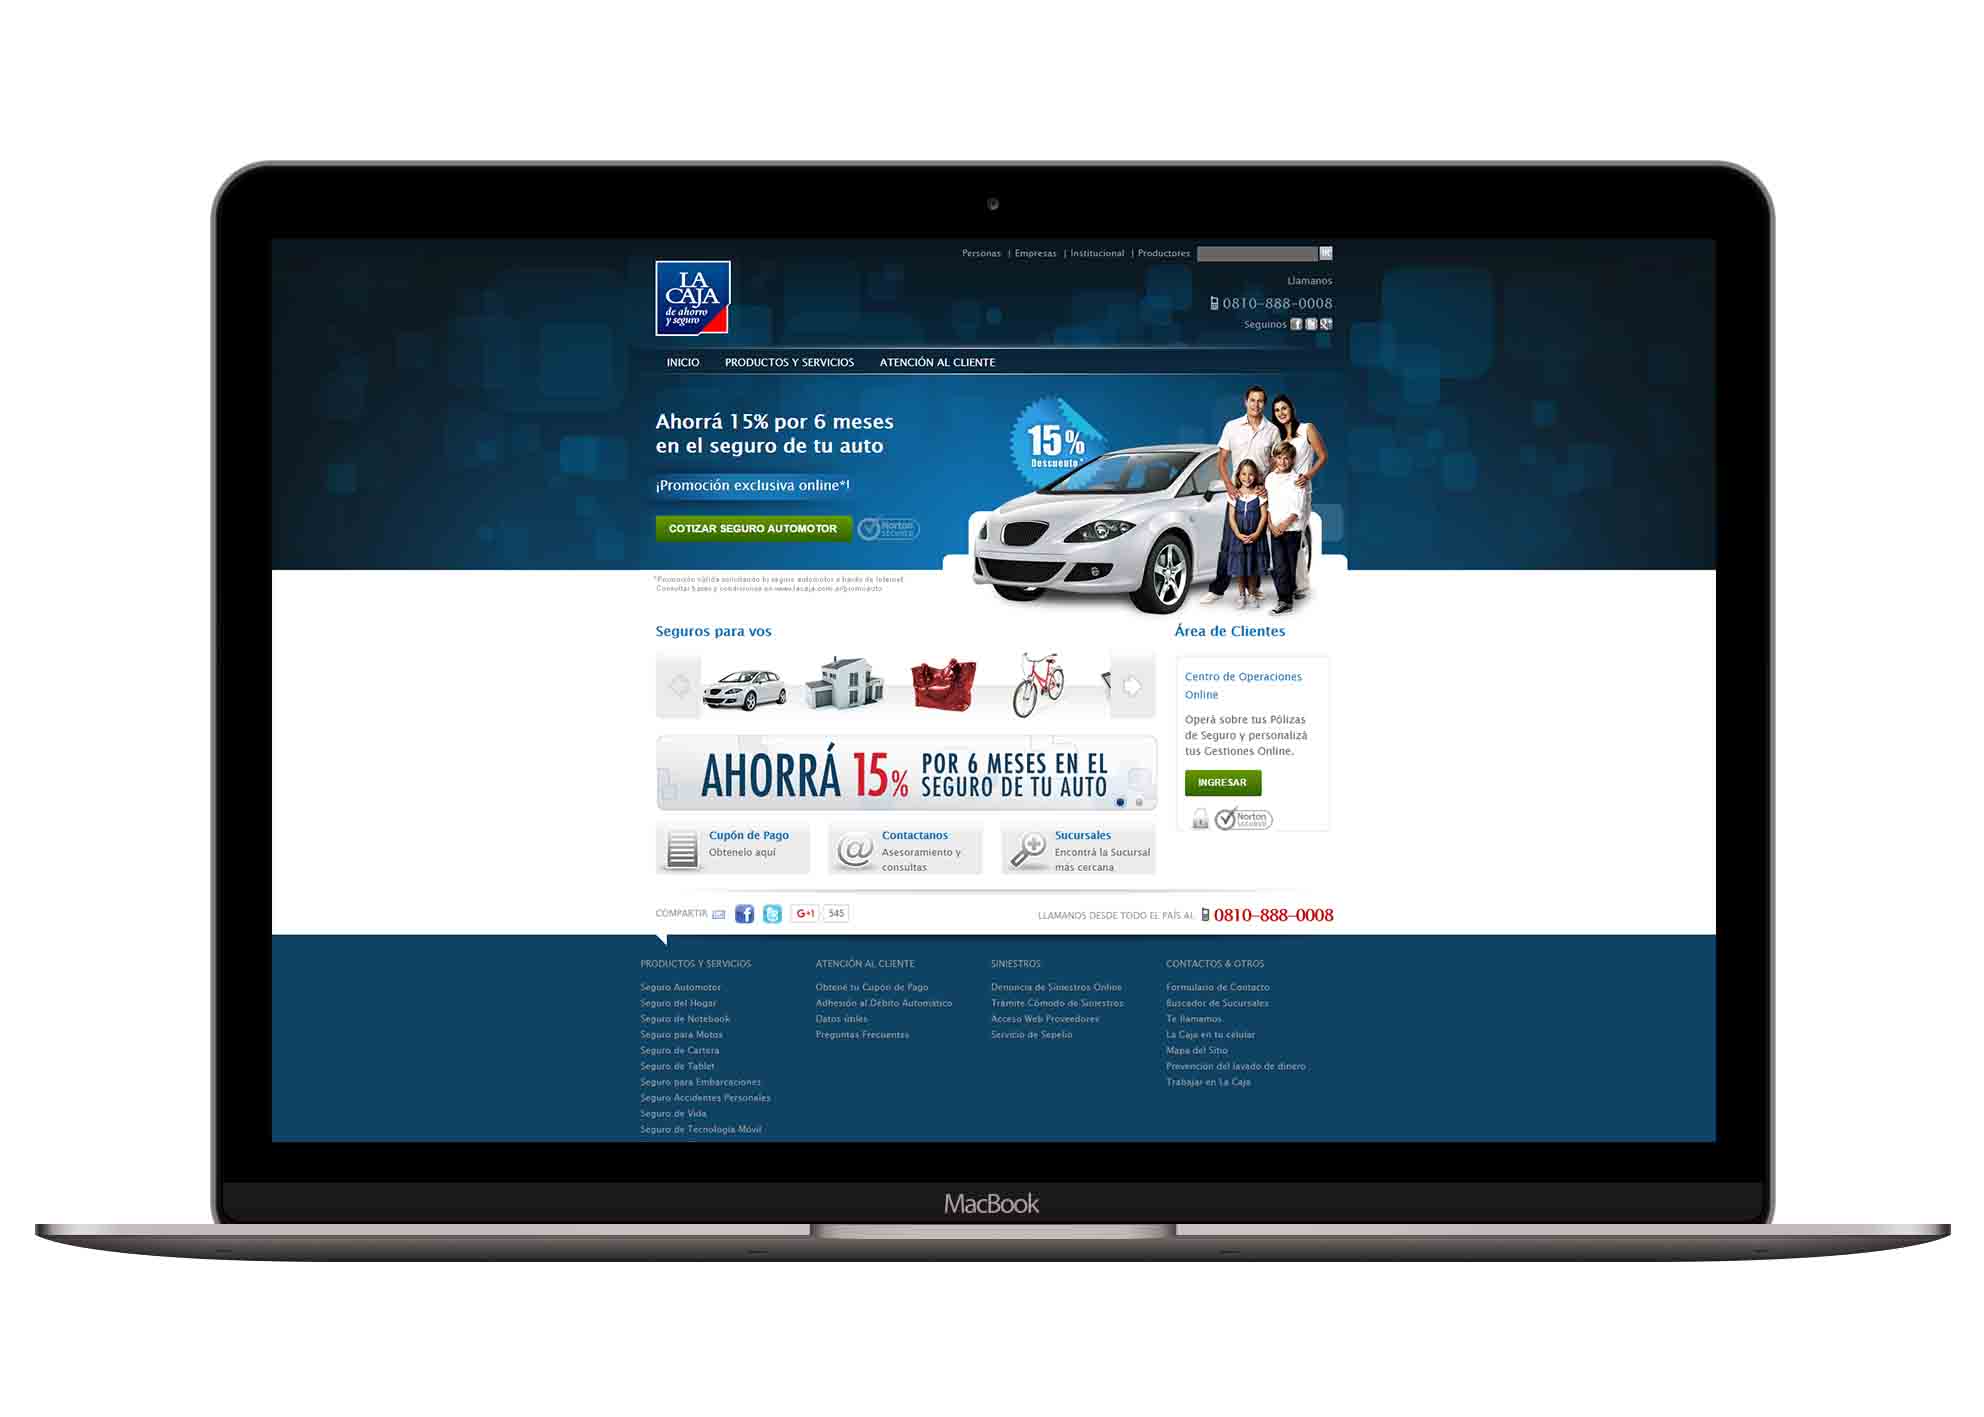 Personas | Empresas | Institucional | Productores
LA
CAJA
de ahorro
y seguro
Llamanos
0810-888-0008
Seguinos
INICIO PRODUCTOS Y SERVICIOS ATENCIÓN AL CLIENTE
Ahorrá 15% por 6 meses
en el seguro de tu auto
¡Promoción exclusiva online*!
COTIZAR SEGURO AUTOMOTOR
Norton
SECURED
15%
Descuento*
*Promoción válida solicitando tu seguro automotor a través de Internet.
Consultar bases y condiciones en www.lacaja.com.ar/promoauto
Seguros para vos
Área de Clientes
Centro de Operaciones
Online
Operá sobre tus Pólizas
de Seguro y personalizá
tus Gestiones Online.
INGRESAR
Norton
SECURED
AHORRÁ 15% POR 6 MESES EN EL
SEGURO DE TU AUTO
Cupón de Pago
Obtenelo aquí
Contactanos
Asesoramiento y
consultas
Sucursales
Encontrá la Sucursal
más cercana
COMPARTIR G+1 545
LLAMANOS DESDE TODO EL PAÍS AL 0810-888-0008
PRODUCTOS Y SERVICIOS
Seguro Automotor
Seguro del Hogar
Seguro de Notebook
Seguro para Motos
Seguro de Cartera
Seguro de Tablet
Seguro para Embarcaciones
Seguro Accidentes Personales
Seguro de Vida
Seguro de Tecnología Móvil
ATENCIÓN AL CLIENTE
Obtené tu Cupón de Pago
Adhesión al Débito Automático
Datos útiles
Preguntas Frecuentes
SINIESTROS
Denuncia de Siniestros Online
Trámite Cómodo de Siniestros
Acceso Web Proveedores
Servicio de Sepelio
CONTACTOS & OTROS
Formulario de Contacto
Buscador de Sucursales
Te llamamos
La Caja en tu celular
Mapa del Sitio
Prevención del lavado de dinero
Trabajar en La Caja
MacBook